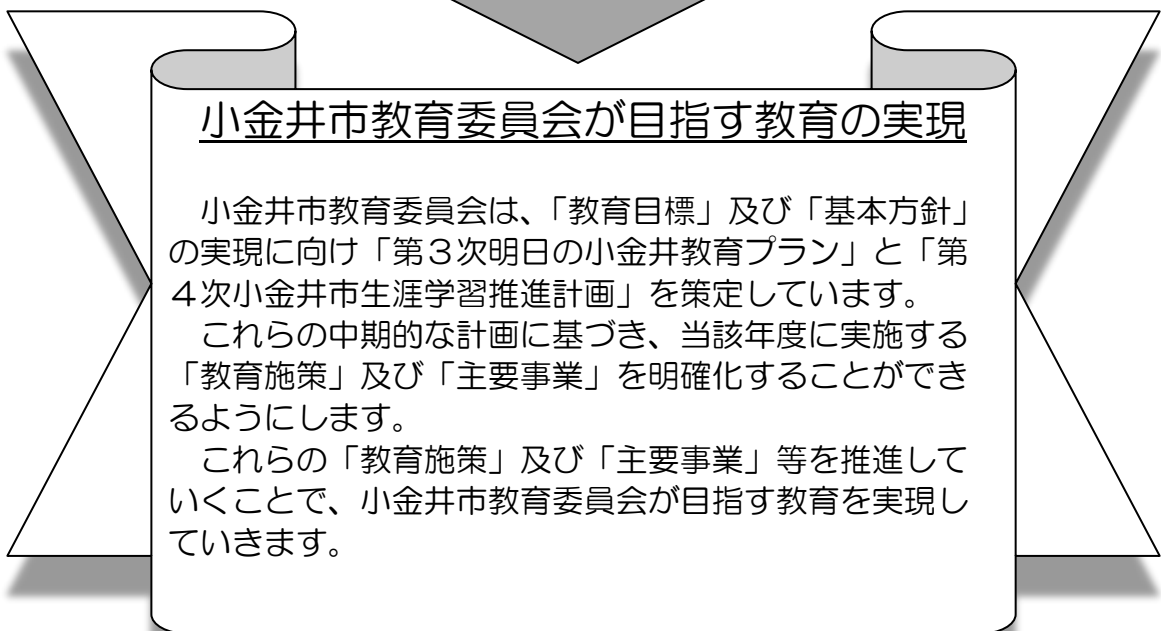 小金井市教育委員会が目指す教育の実現
　小金井市教育委員会は、「教育目標」及び「基本方針」
の実現に向け「第３次明日の小金井教育プラン」と「第
４次小金井市生涯学習推進計画」を策定しています。
　これらの中期的な計画に基づき、当該年度に実施する
「教育施策」及び「主要事業」を明確化することができ
るようにします。
　これらの「教育施策」及び「主要事業」等を推進して
いくことで、小金井市教育委員会が目指す教育を実現し
ていきます。